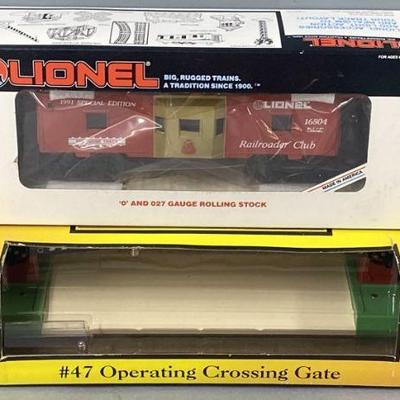 LIONEL
BIG, RUGGED TRAINS.
A TRADITION SINCE 1900.
1991 SPECIAL EDITION
LIONEL
16804
Railroader Club
MADE IN AMERICA
'O' AND 027 GAUGE ROLLING STOCK
#47 Operating Crossing Gate